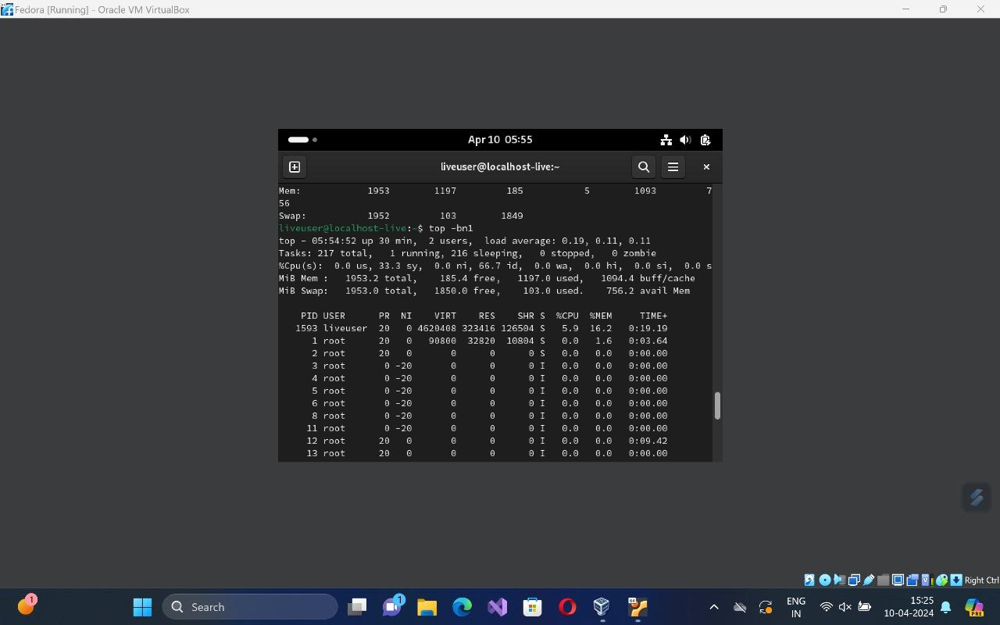 Fedora [Running] - Oracle VM VirtualBox
Apr 10 05:55
liveuser@localhost-live:~
Mem: 1953 1197 185 5 1093 7
56
Swap: 1952 103 1849
liveuser@localhost-live:~$ top -bn1
top - 05:54:52 up 30 min, 2 users, load average: 0.19, 0.11, 0.11
Tasks: 217 total, 1 running, 216 sleeping, 0 stopped, 0 zombie
%Cpu(s): 0.0 us, 33.3 sy, 0.0 ni, 66.7 id, 0.0 wa, 0.0 hi, 0.0 si, 0.0 s
MiB Mem : 1953.2 total, 185.4 free, 1197.0 used, 1094.4 buff/cache
MiB Swap: 1953.0 total, 1850.0 free, 103.0 used. 756.2 avail Mem
PID USER PR NI VIRT RES SHR S %CPU %MEM TIME+
1593 liveuser 20 0 4620408 323416 126504 S 5.9 16.2 0:19.19
1 root 20 0 90800 32820 10804 S 0.0 1.6 0:03.64
2 root 20 0 0 0 0 S 0.0 0.0 0:00.00
3 root 0 -20 0 0 0 I 0.0 0.0 0:00.00
4 root 0 -20 0 0 0 I 0.0 0.0 0:00.00
5 root 0 -20 0 0 0 I 0.0 0.0 0:00.00
6 root 0 -20 0 0 0 I 0.0 0.0 0:00.00
8 root 0 -20 0 0 0 I 0.0 0.0 0:00.00
11 root 0 -20 0 0 0 I 0.0 0.0 0:00.00
12 root 20 0 0 0 0 I 0.0 0.0 0:09.42
13 root 20 0 0 0 0 I 0.0 0.0 0:00.00
Right Ctrl
1
Search
1
ENG
IN
15:25
10-04-2024
PRE